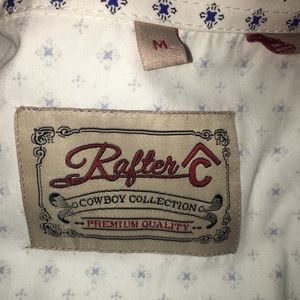 M
Rafter C
COWBOY COLLECTION
PREMIUM QUALITY